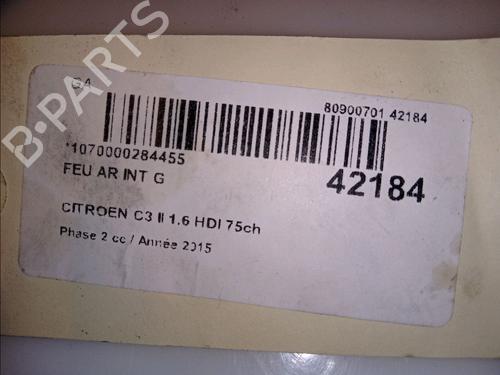 B-PARTS
GA
80900701 42184
*1070000284455
42184
FEU AR INT G
CITROEN C3 II 1.6 HDI 75ch
Phase 2 cc / Année 2015